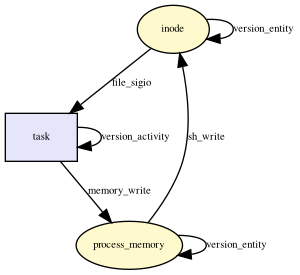 inode
version_entity
file_sigio
task
version_activity
sh_write
memory_write
process_memory
version_entity